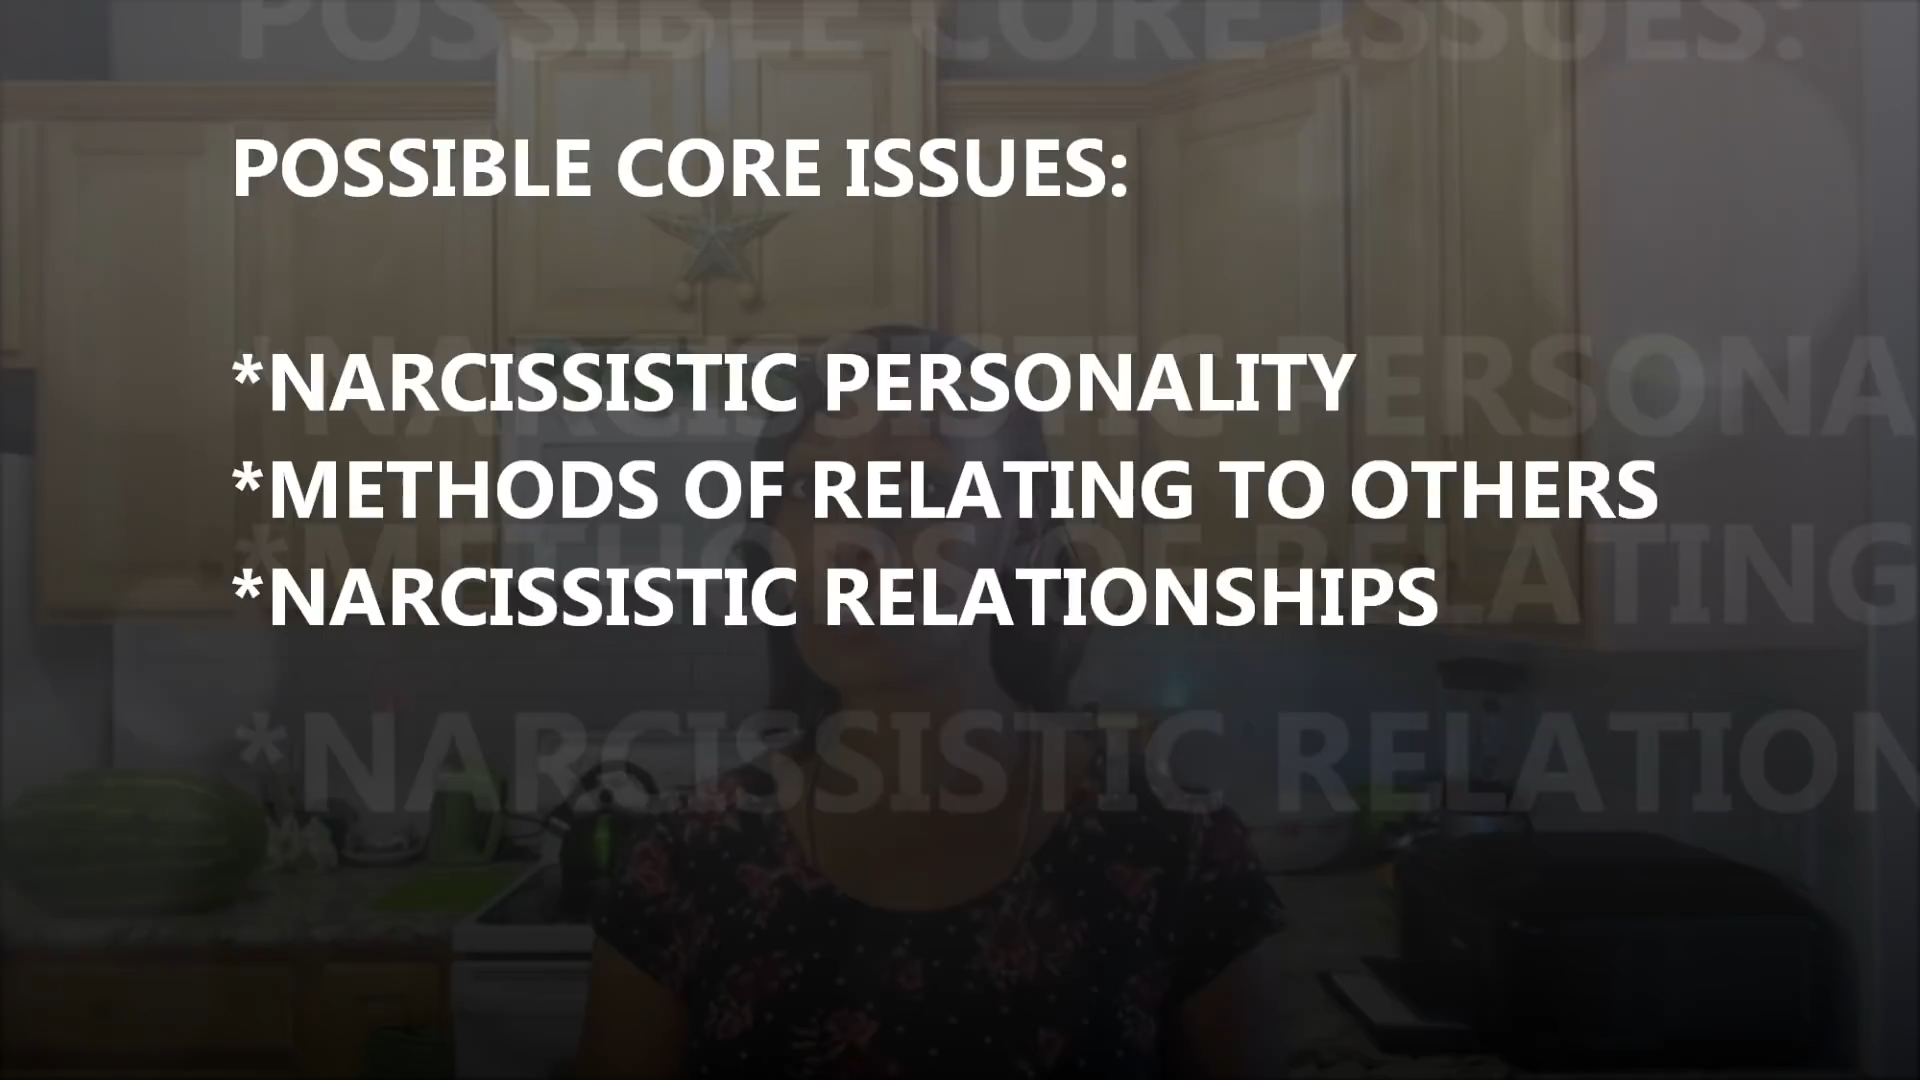 POSSIBLE CORE ISSUES:
*NARCISSISTIC PERSONALITY
*METHODS OF RELATING TO OTHERS
*NARCISSISTIC RELATIONSHIPS